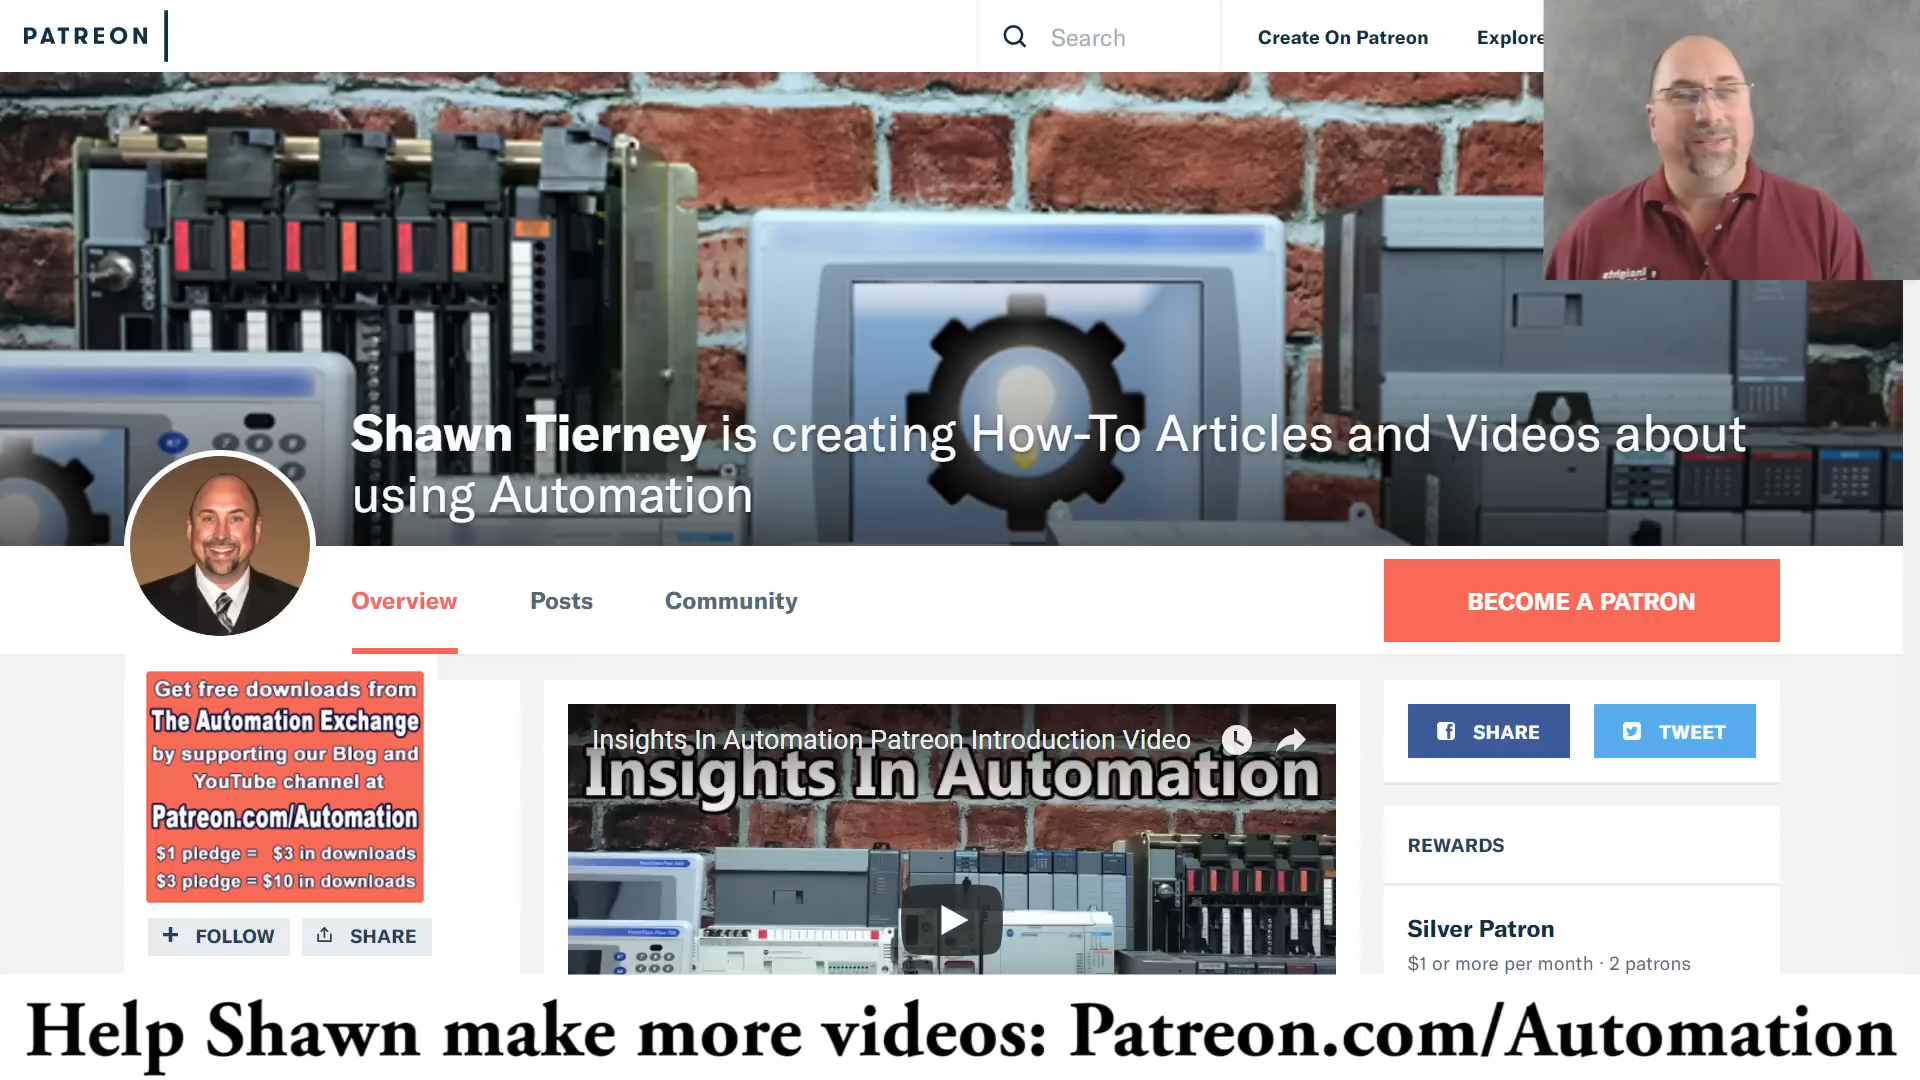 PATREON
Search
Create On Patreon
Explore
Shawn Tierney is creating How-To Articles and Videos about
using Automation
Overview
Posts
Community
BECOME A PATRON
Get free downloads from
The Automation Exchange
by supporting our Blog and
YouTube channel at
Patreon.com/Automation
$1 pledge = $3 in downloads
$3 pledge = $10 in downloads
+ FOLLOW
SHARE
Insights In Automation Patreon Introduction Video
Insights In Automation
SHARE
TWEET
REWARDS
Silver Patron
$1 or more per month · 2 patrons
Help Shawn make more videos: Patreon.com/Automation